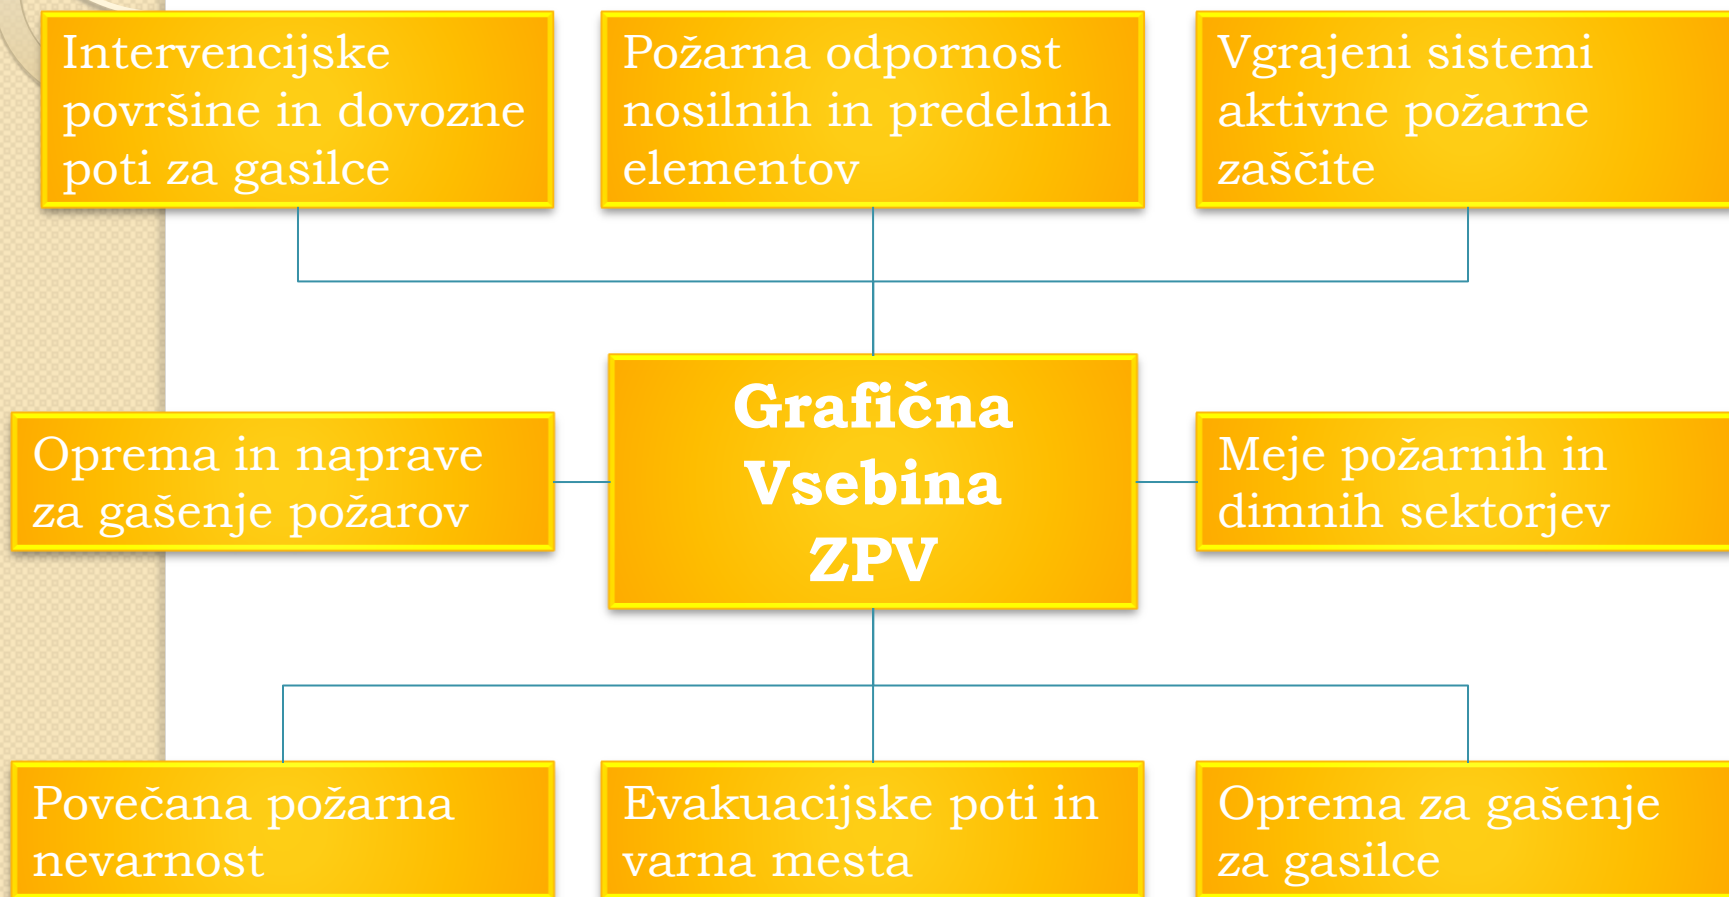 Intervencijske
površine in dovozne
poti za gasilce
Požarna odpornost
nosilnih in predelnih
elementov
Vgrajeni sistemi
aktivne požarne
zaščite
Oprema in naprave
za gašenje požarov
Grafična
Vsebina
ZPV
Meje požarnih in
dimnih sektorjev
Povečana požarna
nevarnost
Evakuacijske poti in
varna mesta
Oprema za gašenje
za gasilce